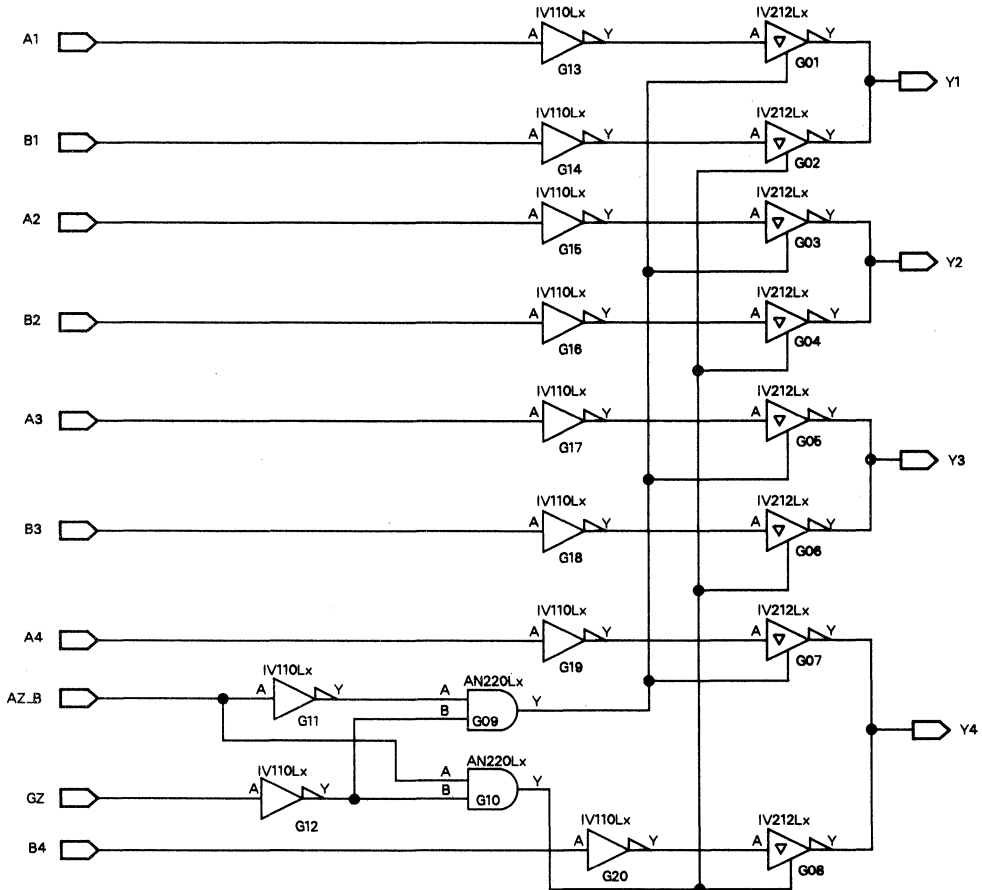 IV110Lx IV212Lx
A1 A Y A Y
G13 G01
Y1
IV110Lx IV212Lx
B1 A Y A Y
G14 G02
IV110Lx IV212Lx
A2 A Y A Y
G15 G03
Y2
IV110Lx IV212Lx
B2 A Y A Y
G16 G04
IV110Lx IV212Lx
A3 A Y A Y
G17 G05
Y3
IV110Lx IV212Lx
B3 A Y A Y
G18 G06
IV110Lx IV212Lx
A4 A Y A Y
G19 G07
IV110Lx AN220Lx
AZ_B A Y A Y
G11 B G09
Y4
IV110Lx AN220Lx
A Y
GZ A Y B G10
G12
IV110Lx IV212Lx
B4 A Y A Y
G20 G08